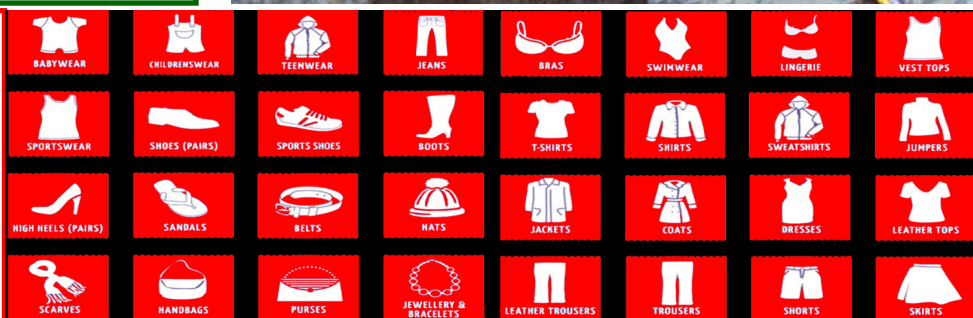 BABYWEAR
CHILDRENSWEAR
TEENWEAR
JEANS
BRAS
SWIMWEAR
LINGERIE
VEST TOPS
SPORTSWEAR
SHOES (PAIRS)
SPORTS SHOES
BOOTS
T-SHIRTS
SHIRTS
SWEATSHIRTS
JUMPERS
HIGH HEELS (PAIRS)
SANDALS
BELTS
HATS
JACKETS
COATS
DRESSES
LEATHER TOPS
SCARVES
HANDBAGS
PURSES
JEWELLERY &
BRACELETS
LEATHER TROUSERS
TROUSERS
SHORTS
SKIRTS